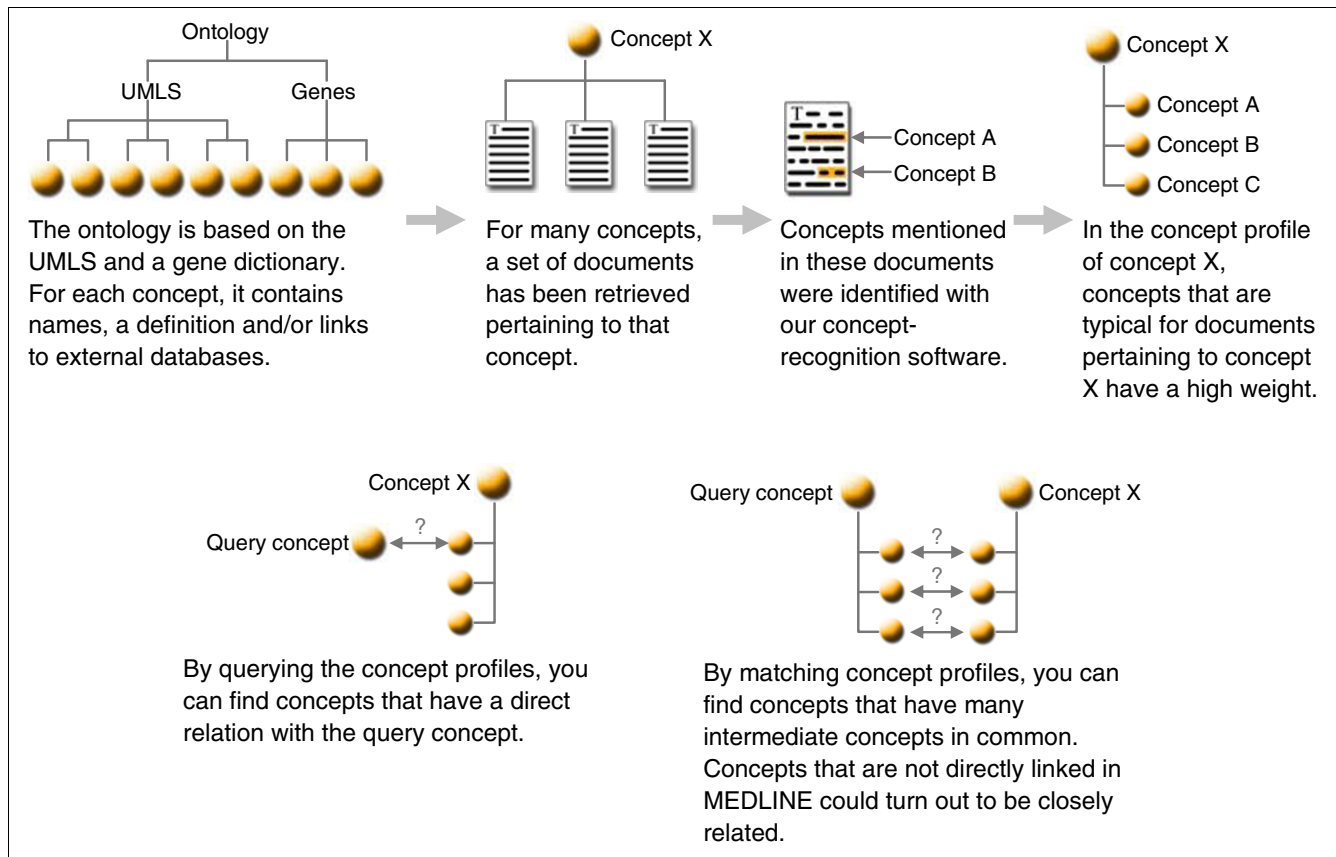 Ontology
UMLS
Genes
The ontology is based on the
UMLS and a gene dictionary.
For each concept, it contains
names, a definition and/or links
to external databases.
Concept X
T
T
T
For many concepts,
a set of documents
has been retrieved
pertaining to that
concept.
T
Concept A
Concept B
Concepts mentioned
in these documents
were identified with
our concept-
recognition software.
Concept X
Concept A
Concept B
Concept C
In the concept profile
of concept X,
concepts that are
typical for documents
pertaining to concept
X have a high weight.
Concept X
Query concept
?
By querying the concept profiles, you
can find concepts that have a direct
relation with the query concept.
Query concept
Concept X
?
?
?
By matching concept profiles, you can
find concepts that have many
intermediate concepts in common.
Concepts that are not directly linked in
MEDLINE could turn out to be closely
related.